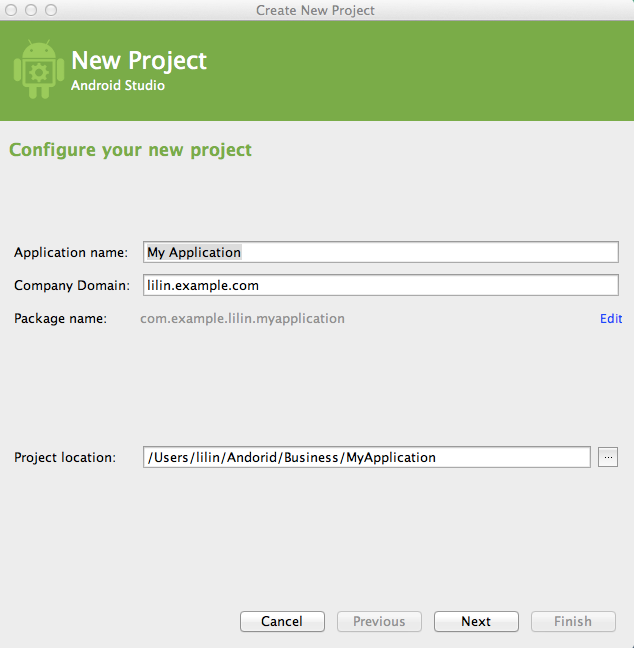 Create New Project
New Project
Android Studio
Configure your new project
Application name: My Application
Company Domain: lilin.example.com
Package name: com.example.lilin.myapplication Edit
Project location: /Users/lilin/Andorid/Business/MyApplication ...
Cancel Previous Next Finish